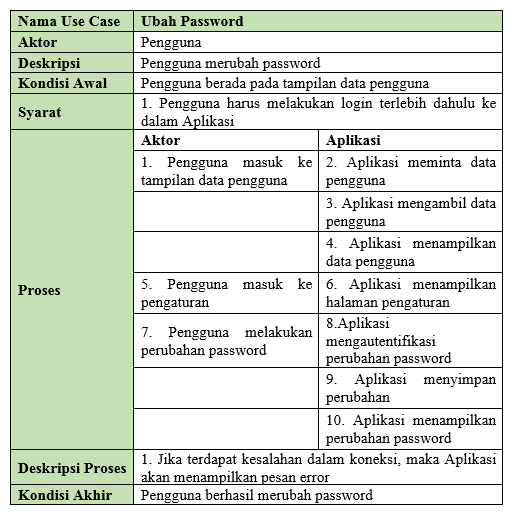 Nama Use Case Ubah Password
Aktor Pengguna
Deskripsi Pengguna merubah password
Kondisi Awal Pengguna berada pada tampilan data pengguna
Syarat 1. Pengguna harus melakukan login terlebih dahulu ke
dalam Aplikasi
Proses
Aktor Aplikasi
1. Pengguna masuk ke
tampilan data pengguna
2. Aplikasi meminta data
pengguna
3. Aplikasi mengambil data
pengguna
4. Aplikasi menampilkan
data pengguna
5. Pengguna masuk ke
pengaturan
6. Aplikasi menampilkan
halaman pengaturan
7. Pengguna melakukan
perubahan password
8.Aplikasi
mengautentifikasi
perubahan password
9. Aplikasi menyimpan
perubahan
10. Aplikasi menampilkan
perubahan password
Deskripsi Proses 1. Jika terdapat kesalahan dalam koneksi, maka Aplikasi
akan menampilkan pesan error
Kondisi Akhir Pengguna berhasil merubah password